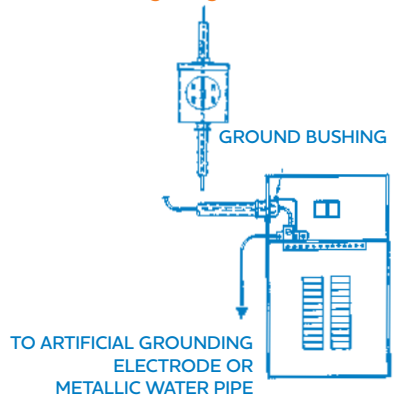 GROUND BUSHING
TO ARTIFICIAL GROUNDING
ELECTRODE OR
METALLIC WATER PIPE